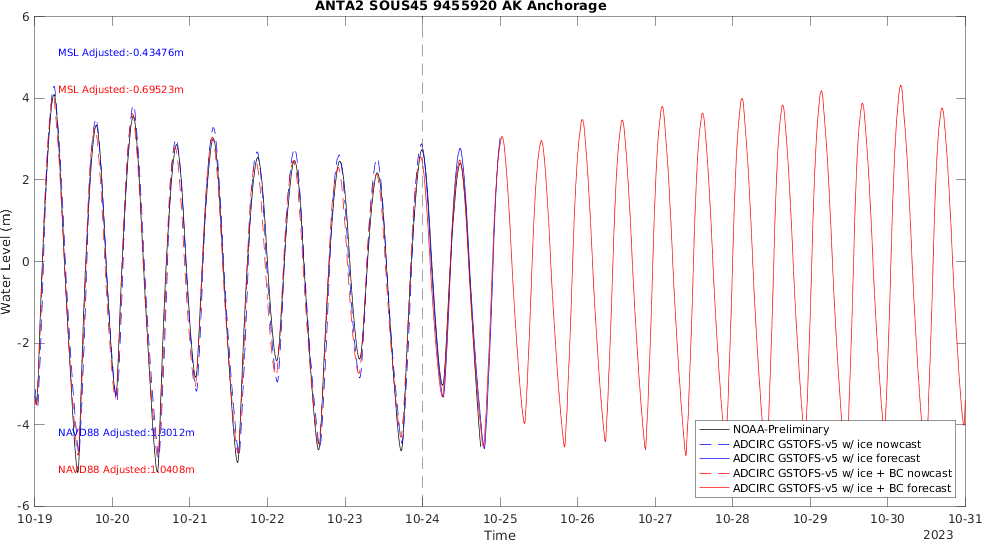 ANTA2 SOUS45 9455920 AK Anchorage
6
4
2
0
-2
-4
-6
Water Level (m)
MSL Adjusted:-0.43476m
MSL Adjusted:-0.69523m
NAVD88 Adjusted:1.3012m
NAVD88 Adjusted:1.0408m
NOAA-Preliminary
ADCIRC GSTOFS-v5 w/ ice nowcast
ADCIRC GSTOFS-v5 w/ ice forecast
ADCIRC GSTOFS-v5 w/ ice + BC nowcast
ADCIRC GSTOFS-v5 w/ ice + BC forecast
10-19 10-20 10-21 10-22 10-23 10-24 10-25 10-26 10-27 10-28 10-29 10-30 10-31
Time
2023